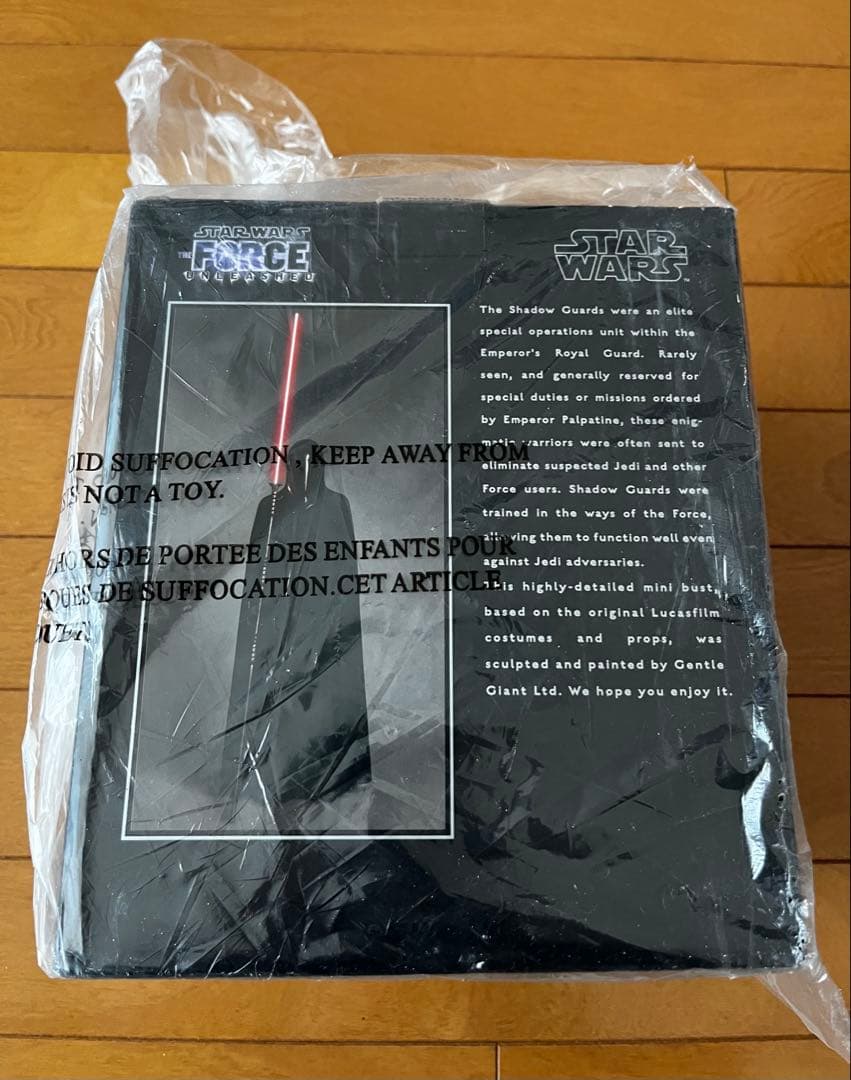 STAR WARS
THE FORCE
UNLEASHED
STAR
WARS
The Shadow Guards were an elite
special operations unit within the
Emperor's Royal Guard. Rarely
seen, and generally reserved for
special duties or missions ordered
by Emperor Palpatine, these enig-
matic warriors were often sent to
eliminate suspected Jedi and other
Force users. Shadow Guards were
trained in the ways of the Force,
allowing them to function well even
against Jedi adversaries.
This highly-detailed mini bust,
based on the original Lucasfilm
costumes and props, was
sculpted and painted by Gentle
Giant Ltd. We hope you enjoy it.
SUFFOCATION, KEEP AWAY FROM
NOT A TOY.
HORS DE PORTEE DES ENFANTS POUR
DE SUFFOCATION.CET ARTICLE